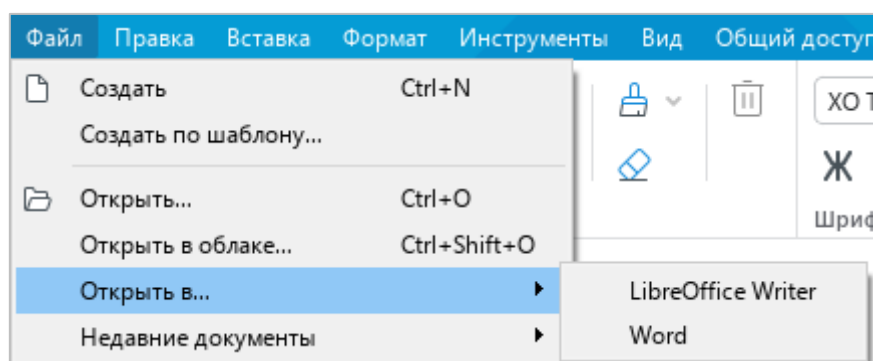 Файл Правка Вставка Формат Инструменты Вид Общий доступ
Создать Ctrl+N
Создать по шаблону...
Открыть... Ctrl+O
Открыть в облаке... Ctrl+Shift+O
Открыть в...
Недавние документы
LibreOffice Writer
Word
XO
Ж